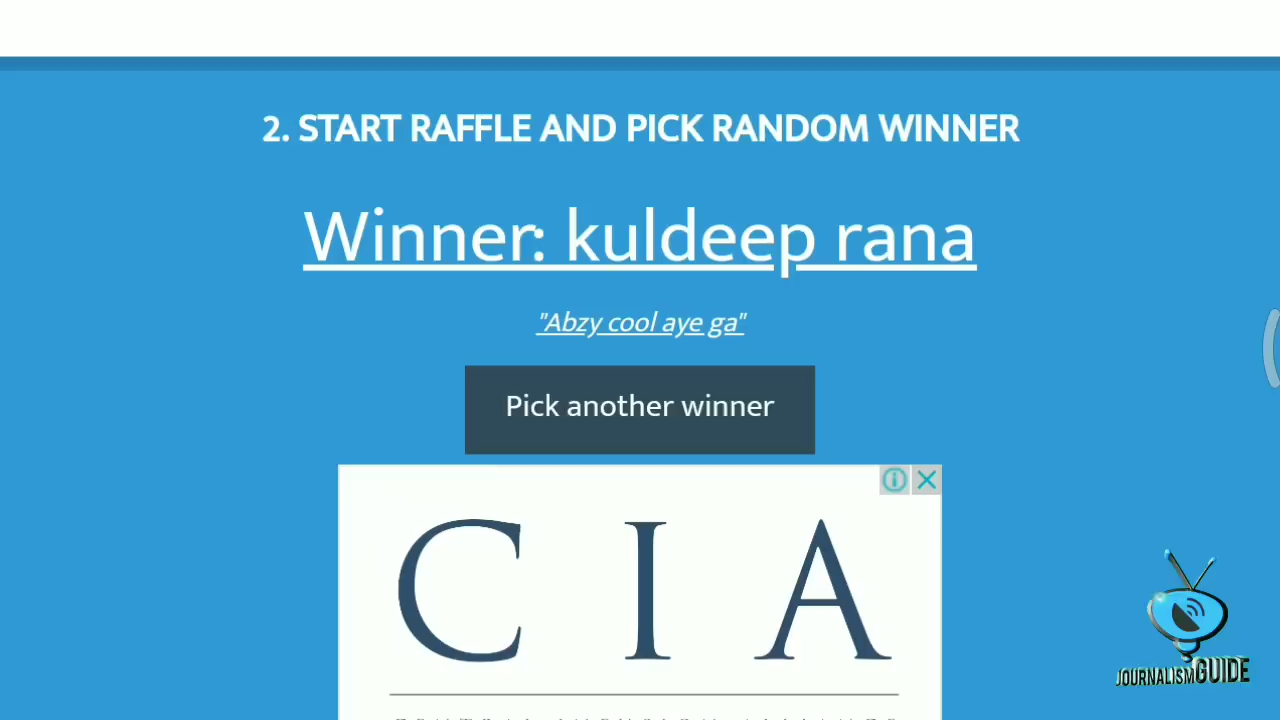 2. START RAFFLE AND PICK RANDOM WINNER
Winner: kuldeep rana
"Abzy cool aye ga"
Pick another winner
C I A
JOURNALISMGUIDE